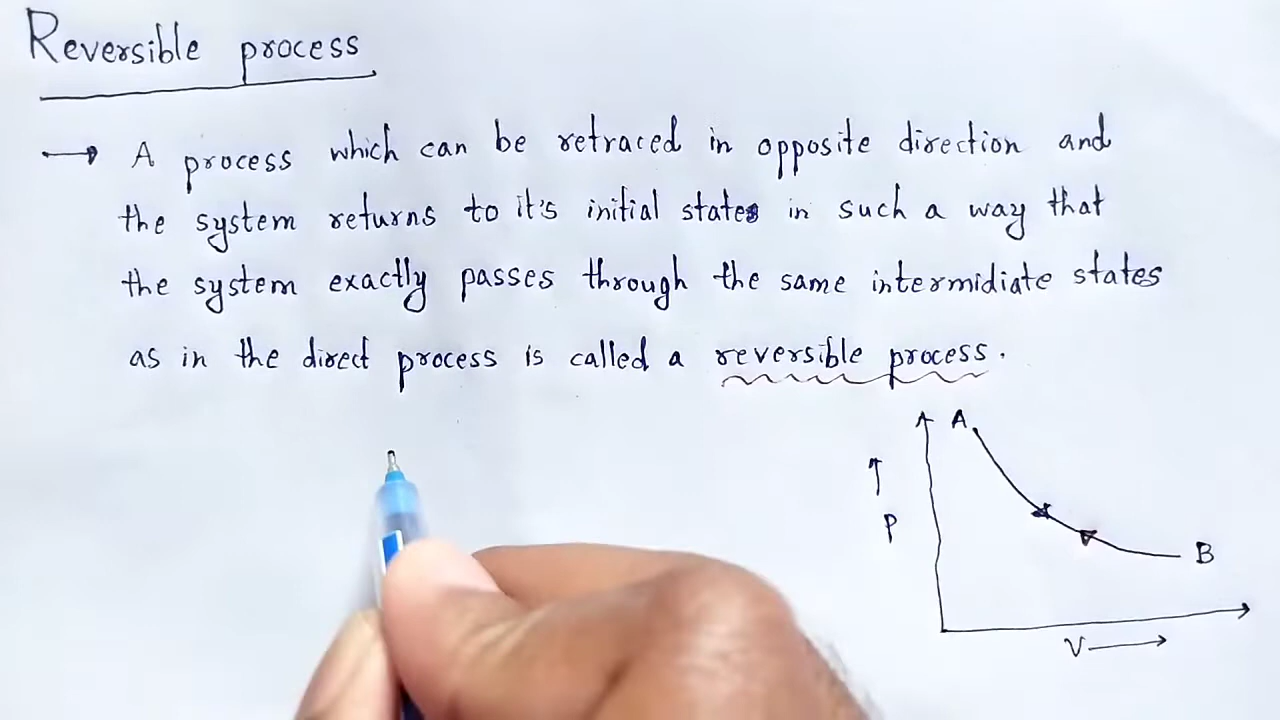 Reversible process
→ A process which can be retraced in opposite direction and
the system returns to it's initial states in such a way that
the system exactly passes through the same intermidiate states
as in the direct process is called a reversible process.
A
P
B
V